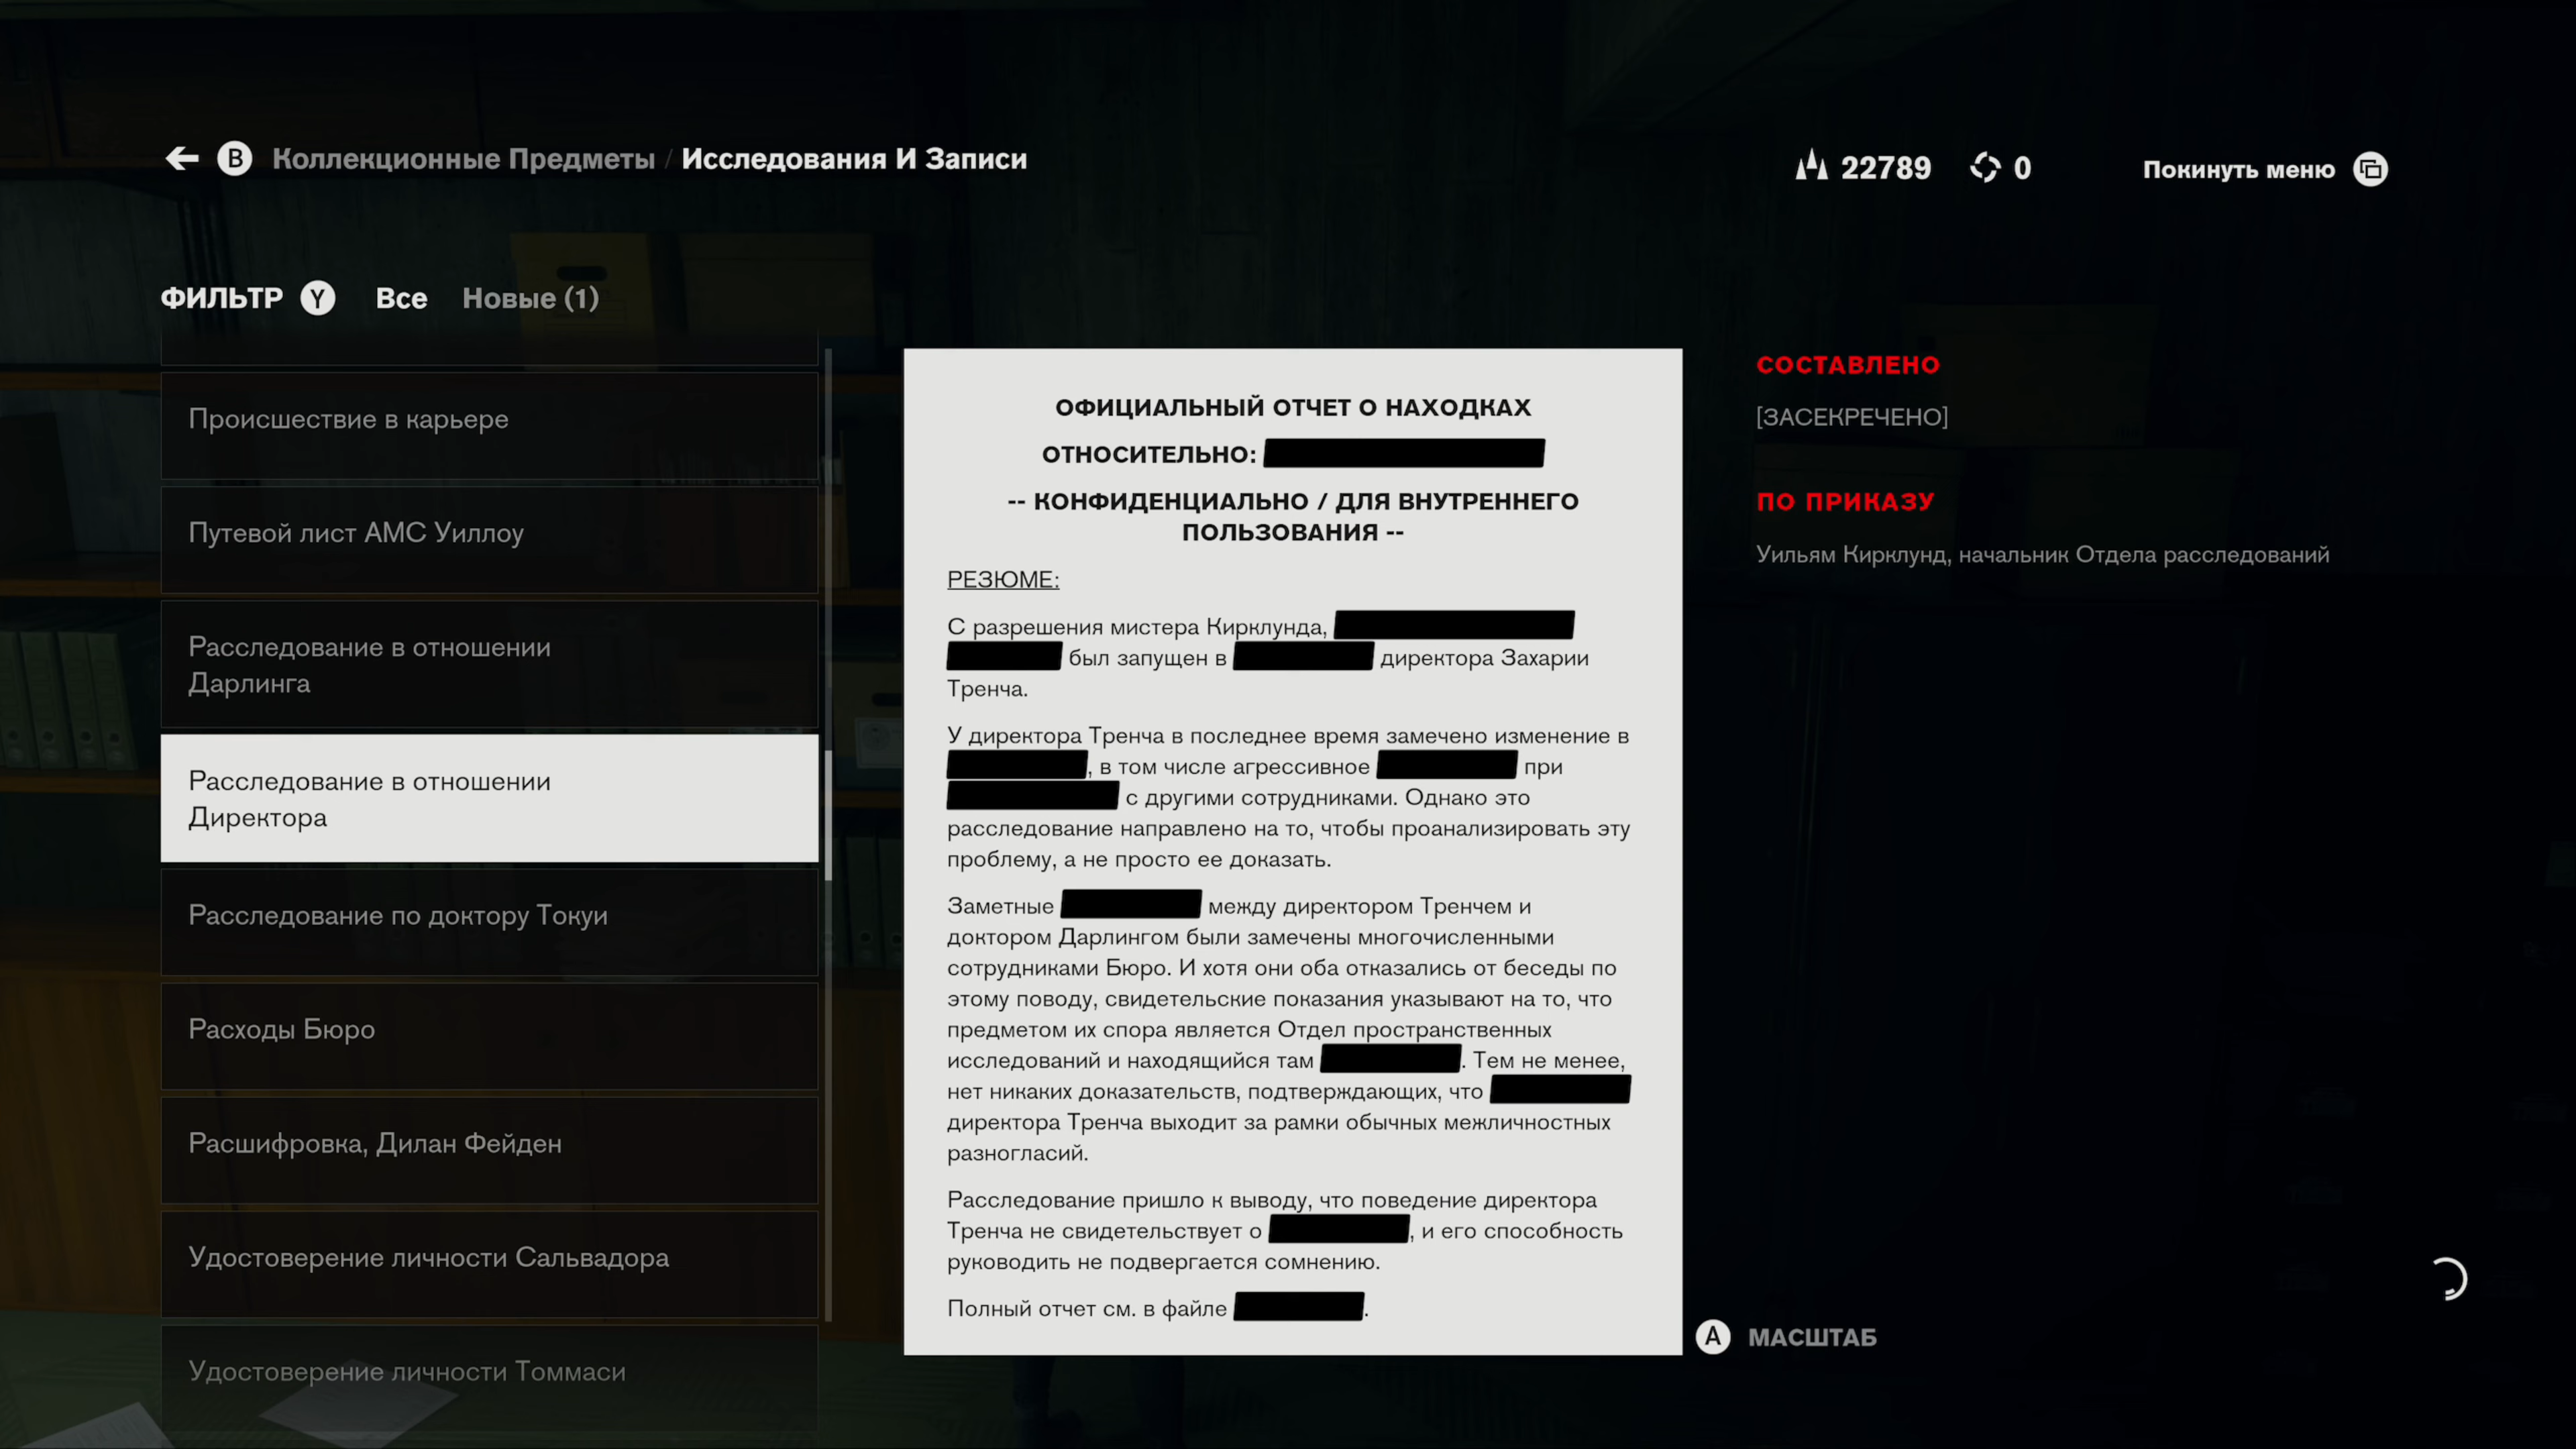 B Коллекционные Предметы / Исследования И Записи
22789 0 Покинуть меню
ФИЛЬТР Y Все Новые (1)
Происшествие в карьере
Путевой лист АМС Уиллоу
Расследование в отношении
Дарлинга
Расследование в отношении
Директора
Расследование по доктору Токуи
Расходы Бюро
Расшифровка, Дилан Фейден
Удостоверение личности Сальвадора
Удостоверение личности Томмаси
ОФИЦИАЛЬНЫЙ ОТЧЕТ О НАХОДКАХ
ОТНОСИТЕЛЬНО:
-- КОНФИДЕНЦИАЛЬНО / ДЛЯ ВНУТРЕННЕГО
ПОЛЬЗОВАНИЯ --
РЕЗЮМЕ:
С разрешения мистера Кирклунда,
был запущен в директора Захарии
Тренча.
У директора Тренча в последнее время замечено изменение в
, в том числе агрессивное при
с другими сотрудниками. Однако это
расследование направлено на то, чтобы проанализировать эту
проблему, а не просто ее доказать.
Заметные между директором Тренчем и
доктором Дарлингом были замечены многочисленными
сотрудниками Бюро. И хотя они оба отказались от беседы по
этому поводу, свидетельские показания указывают на то, что
предметом их спора является Отдел пространственных
исследований и находящийся там . Тем не менее,
нет никаких доказательств, подтверждающих, что
директора Тренча выходит за рамки обычных межличностных
разногласий.
Расследование пришло к выводу, что поведение директора
Тренча не свидетельствует о , и его способность
руководить не подвергается сомнению.
Полный отчет см. в файле .
СОСТАВЛЕНО
[ЗАСЕКРЕЧЕНО]
ПО ПРИКАЗУ
Уильям Кирклунд, начальник Отдела расследований
A МАСШТАБ